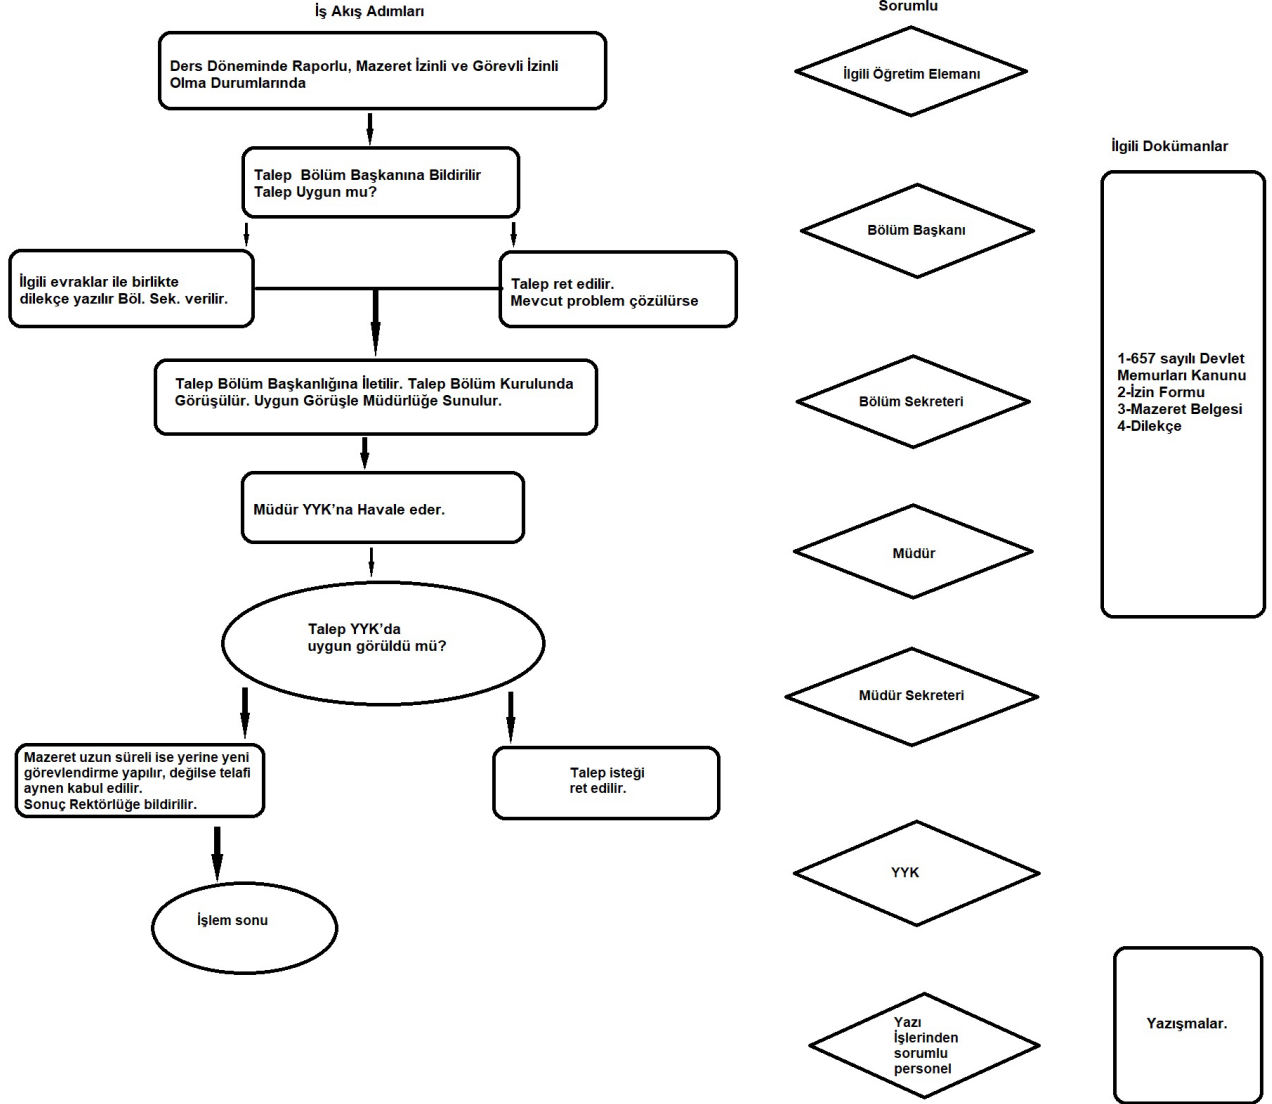 İş Akış Adımları
Sorumlu
Ders Döneminde Raporlu, Mazeret İzinli ve Görevli İzinli
Olma Durumlarında
İlgili Öğretim Elemanı
İlgili Dokümanlar
Talep  Bölüm Başkanına Bildirilir
Talep Uygun mu?
Bölüm Başkanı
İlgili evraklar ile birlikte
dilekçe yazılır Böl. Sek. verilir.
Talep ret edilir.
Mevcut problem çözülürse
1-657 sayılı Devlet
Memurları Kanunu
2-İzin Formu
3-Mazeret Belgesi
4-Dilekçe
Talep Bölüm Başkanlığına İletilir. Talep Bölüm Kurulunda
Görüşülür. Uygun Görüşle Müdürlüğe Sunulur.
Bölüm Sekreteri
Müdür YYK'na Havale eder.
Müdür
Talep YYK'da
uygun görüldü mü?
Müdür Sekreteri
Mazeret uzun süreli ise yerine yeni
görevlendirme yapılır, değilse telafi
aynen kabul edilir.
Sonuç Rektörlüğe bildirilir.
Talep isteği
ret edilir.
YYK
İşlem sonu
Yazı
İşlerinden
sorumlu
personel
Yazışmalar.